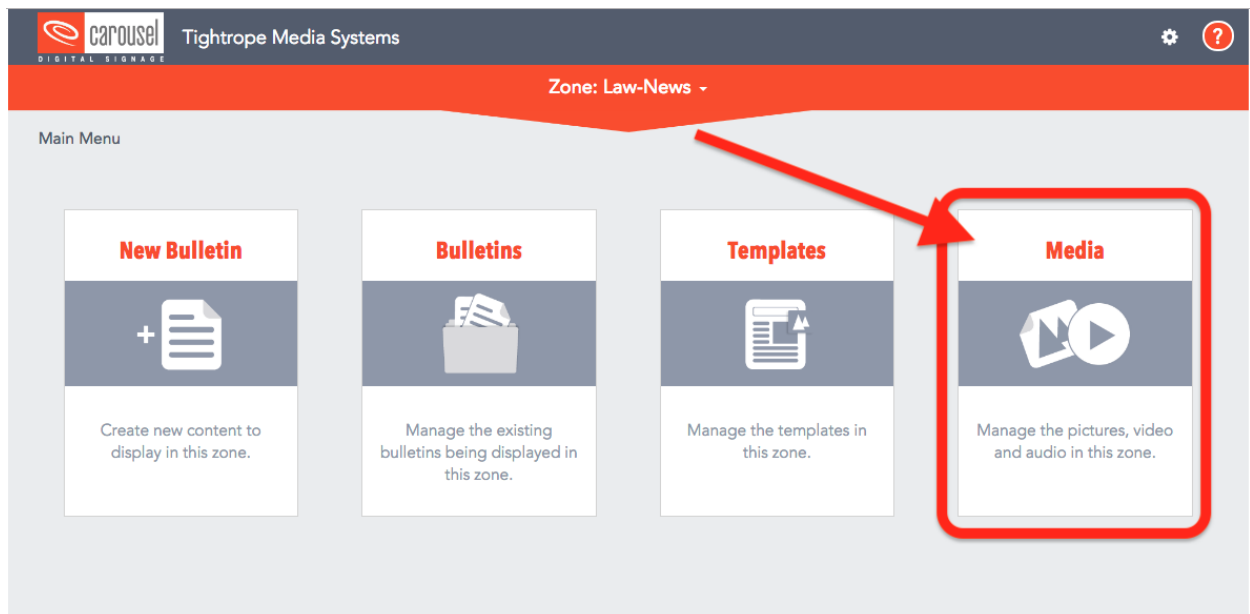 carousel
DIGITAL SIGNAGE
Tightrope Media Systems
?
Zone: Law-News
Main Menu
New Bulletin
+
Create new content to
display in this zone.
Bulletins
Manage the existing
bulletins being displayed in
this zone.
Templates
Manage the templates in
this zone.
Media
Manage the pictures, video
and audio in this zone.